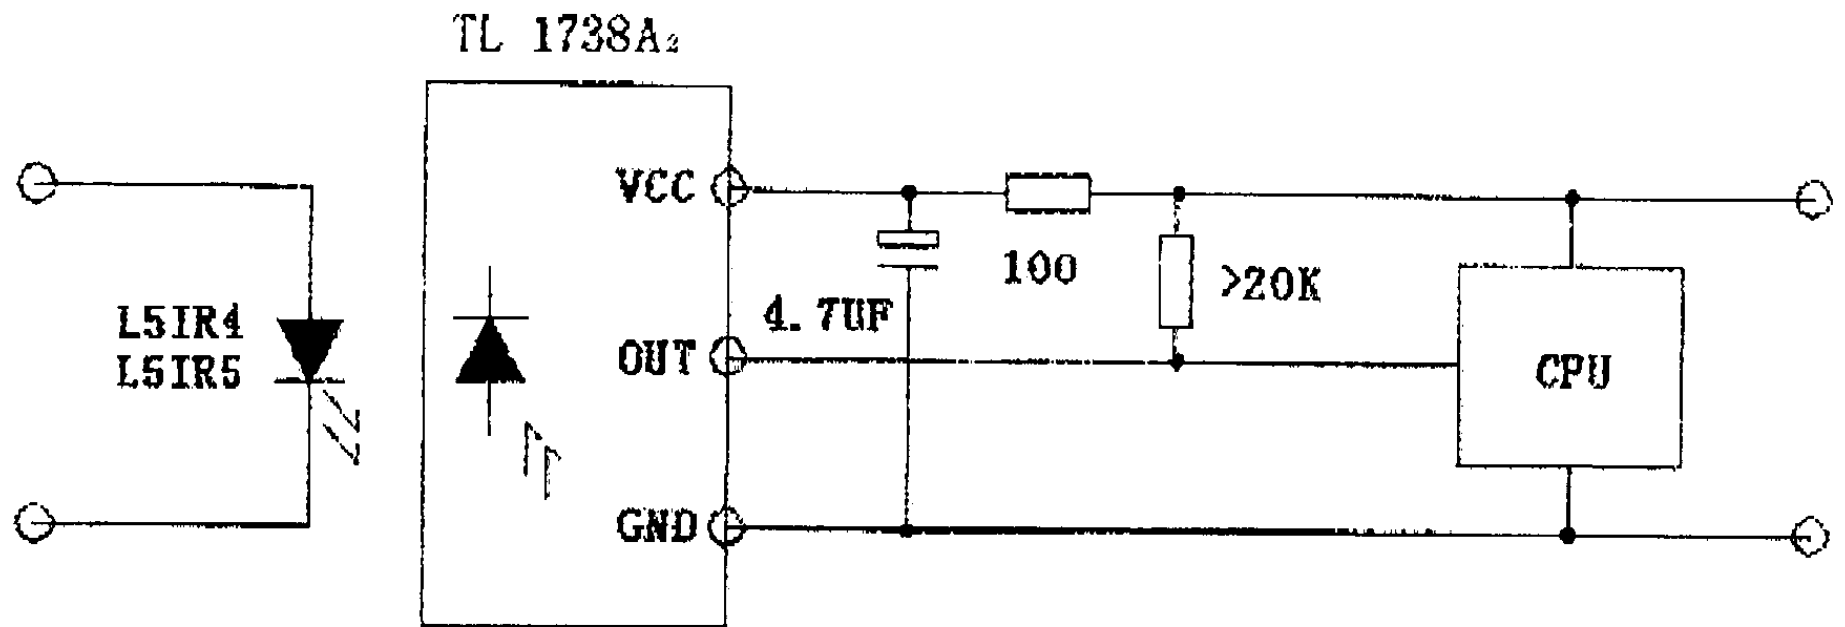 TL 1738A₂
VCC
100
>20K
4.7UF
L5IR4
L5IR5
OUT
CPU
GND